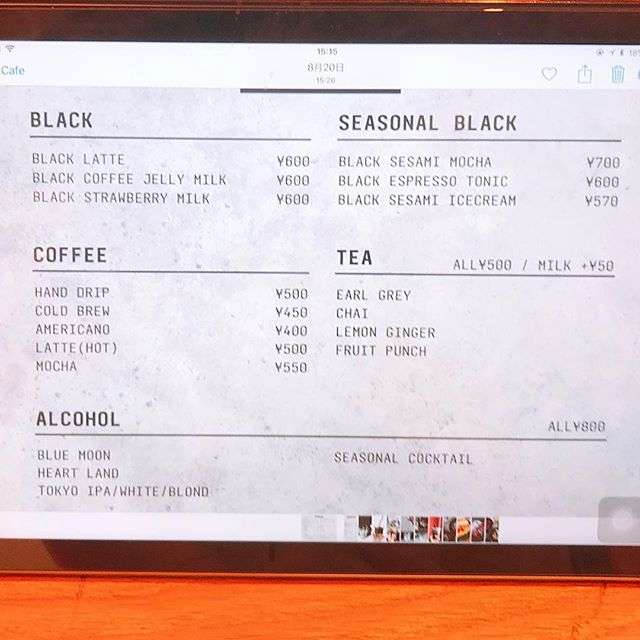 15:15
18%
Cafe
8月20日
15:26
BLACK
BLACK LATTE ¥600
BLACK COFFEE JELLY MILK ¥600
BLACK STRAWBERRY MILK ¥600
SEASONAL BLACK
BLACK SESAMI MOCHA ¥700
BLACK ESPRESSO TONIC ¥600
BLACK SESAMI ICECREAM ¥570
COFFEE
HAND DRIP ¥500
COLD BREW ¥450
AMERICANO ¥400
LATTE(HOT) ¥500
MOCHA ¥550
TEA ALL¥500 / MILK +¥50
EARL GREY
CHAI
LEMON GINGER
FRUIT PUNCH
ALCOHOL ALL¥800
BLUE MOON
HEART LAND
TOKYO IPA/WHITE/BLOND
SEASONAL COCKTAIL